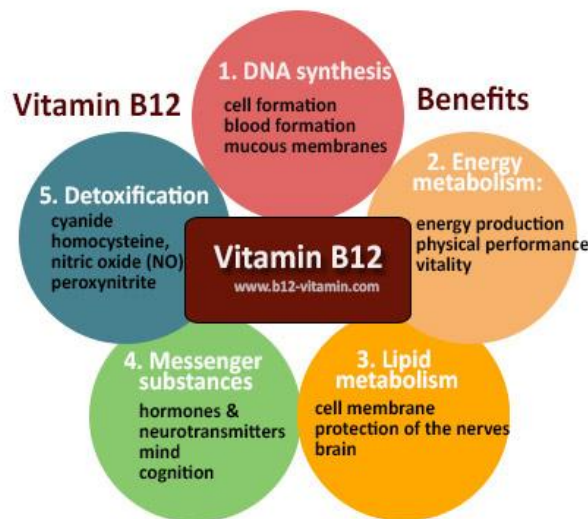 Vitamin B12
Benefits
1. DNA synthesis
cell formation
blood formation
mucous membranes
2. Energy
metabolism:
energy production
physical performance
vitality
3. Lipid
metabolism
cell membrane
protection of the nerves
brain
4. Messenger
substances
hormones &
neurotransmitters
mind
cognition
5. Detoxification
cyanide
homocysteine,
nitric oxide (NO)
peroxynitrite
Vitamin B12
www.b12-vitamin.com